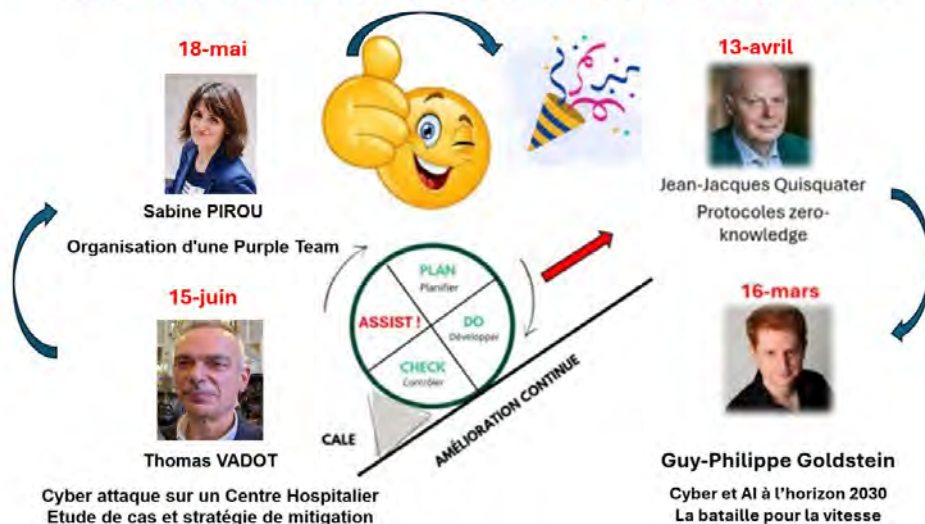 18-mai
Sabine PIROU
Organisation d'une Purple Team
15-juin
Thomas VADOT
Cyber attaque sur un Centre Hospitalier
Etude de cas et stratégie de mitigation
PLAN
Planifier
ASSIST !
DO
Développer
CHECK
Contrôler
CALE
AMÉLIORATION CONTINUE
13-avril
Jean-Jacques Quisquater
Protocoles zero-
knowledge
16-mars
Guy-Philippe Goldstein
Cyber et AI à l'horizon 2030
La bataille pour la vitesse